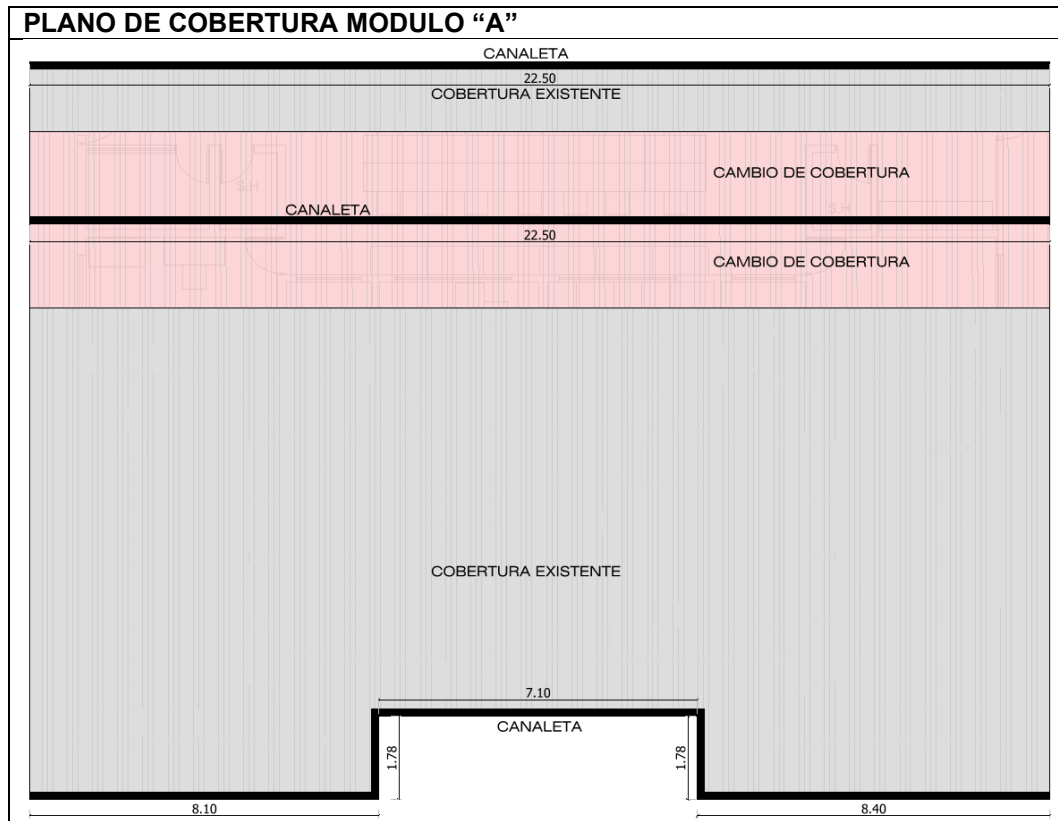 PLANO DE COBERTURA MODULO “A”
CANALETA
22.50
COBERTURA EXISTENTE
CAMBIO DE COBERTURA
S.H
S.H
CANALETA
22.50
CAMBIO DE COBERTURA
COBERTURA EXISTENTE
7.10
CANALETA
1.78
1.78
8.10
8.40